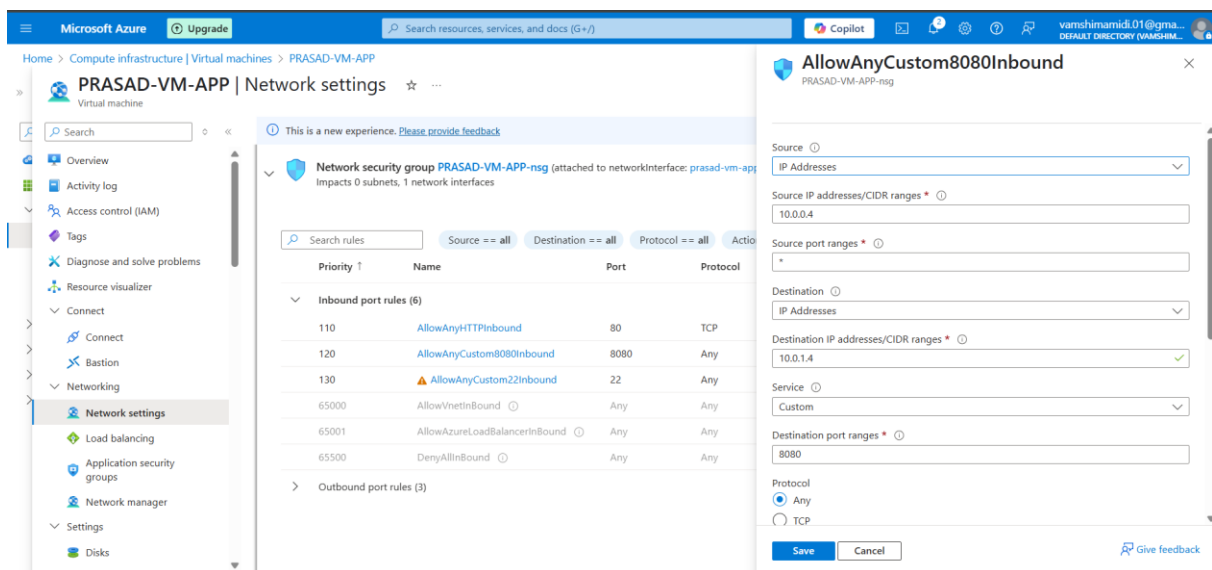 Microsoft Azure
Upgrade
Search resources, services, and docs (G+/)
Copilot
2
vamshimamidi.01@gma...
DEFAULT DIRECTORY (VAMSHIM...
Home > Compute infrastructure | Virtual machines > PRASAD-VM-APP
PRASAD-VM-APP | Network settings
Virtual machine
Search
Overview
Activity log
Access control (IAM)
Tags
Diagnose and solve problems
Resource visualizer
Connect
Connect
Bastion
Networking
Network settings
Load balancing
Application security
groups
Network manager
Settings
Disks
This is a new experience. Please provide feedback
Network security group PRASAD-VM-APP-nsg (attached to networkInterface: prasad-vm-app
Impacts 0 subnets, 1 network interfaces
Search rules
Source == all
Destination == all
Protocol == all
Actio
Priority ↑ Name Port Protocol
Inbound port rules (6)
110 AllowAnyHTTPInbound 80 TCP
120 AllowAnyCustom8080Inbound 8080 Any
130 AllowAnyCustom22Inbound 22 Any
65000 AllowVnetInBound Any Any
65001 AllowAzureLoadBalancerInBound Any Any
65500 DenyAllInBound Any Any
Outbound port rules (3)
AllowAnyCustom8080Inbound
PRASAD-VM-APP-nsg
Source
IP Addresses
Source IP addresses/CIDR ranges *
10.0.0.4
Source port ranges *
*
Destination
IP Addresses
Destination IP addresses/CIDR ranges *
10.0.1.4
Service
Custom
Destination port ranges *
8080
Protocol
Any
TCP
Save
Cancel
Give feedback